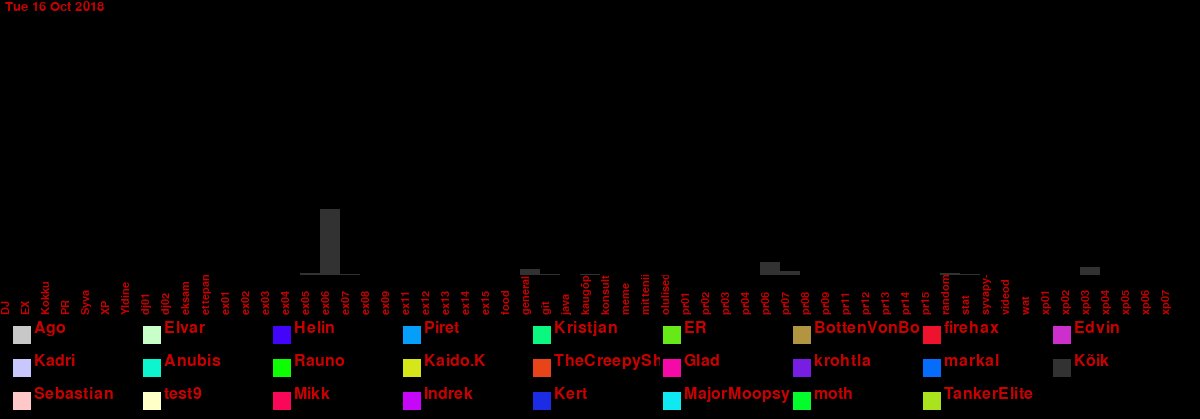 Tue 16 Oct 2018
DJ EX Kokku PR Syva XP Yldine dj01 dj02 eksam ettepan ex01 ex02 ex03 ex04 ex05 ex06 ex07 ex08 ex09 ex11 ex12 ex13 ex14 ex15 food general git java kaugõp konsult meme mittenii olulised pr01 pr02 pr03 pr04 pr05 pr06 pr07 pr08 pr09 pr11 pr12 pr13 pr14 pr15 random stat syvapy- videod wat xp01 xp02 xp03 xp04 xp05 xp06 xp07
Ago Elvar Helin Piret Kristjan ER BottenVonBo firehax Edvin
Kadri Anubis Rauno Kaido.K TheCreepySh Glad krohtla markal Kõik
Sebastian test9 Mikk Indrek Kert MajorMoopsy moth TankerElite